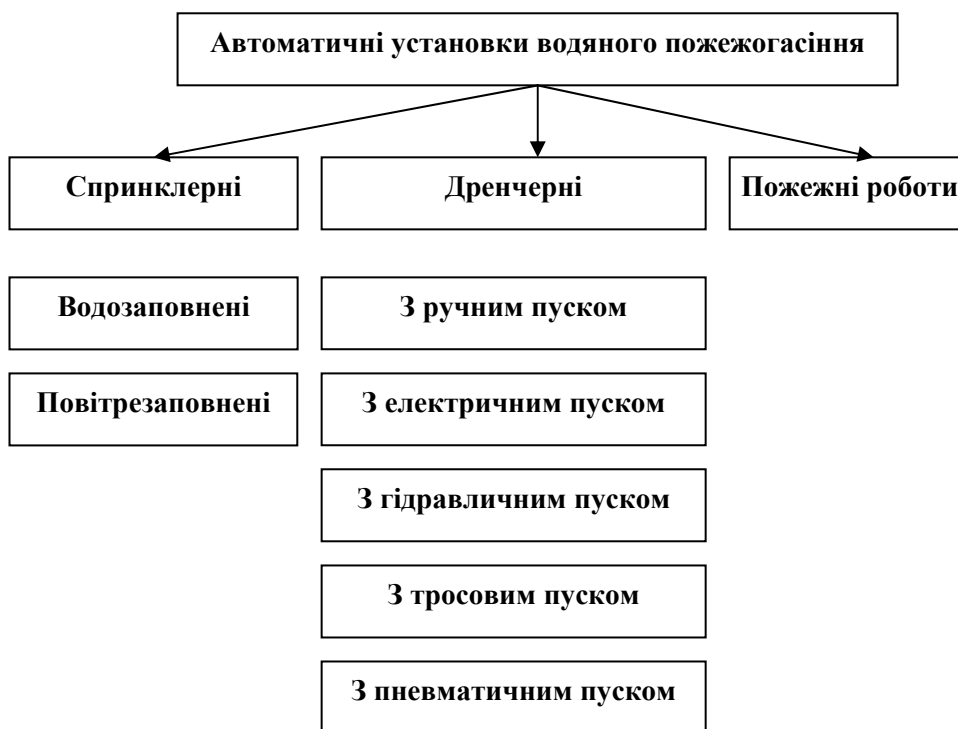 Автоматичні установки водяного пожежогасіння
Спринклерні
Дренчерні
Пожежні роботи
Водозаповнені
З ручним пуском
Повітрезаповнені
З електричним пуском
З гідравличним пуском
З тросовим пуском
З пневматичним пуском